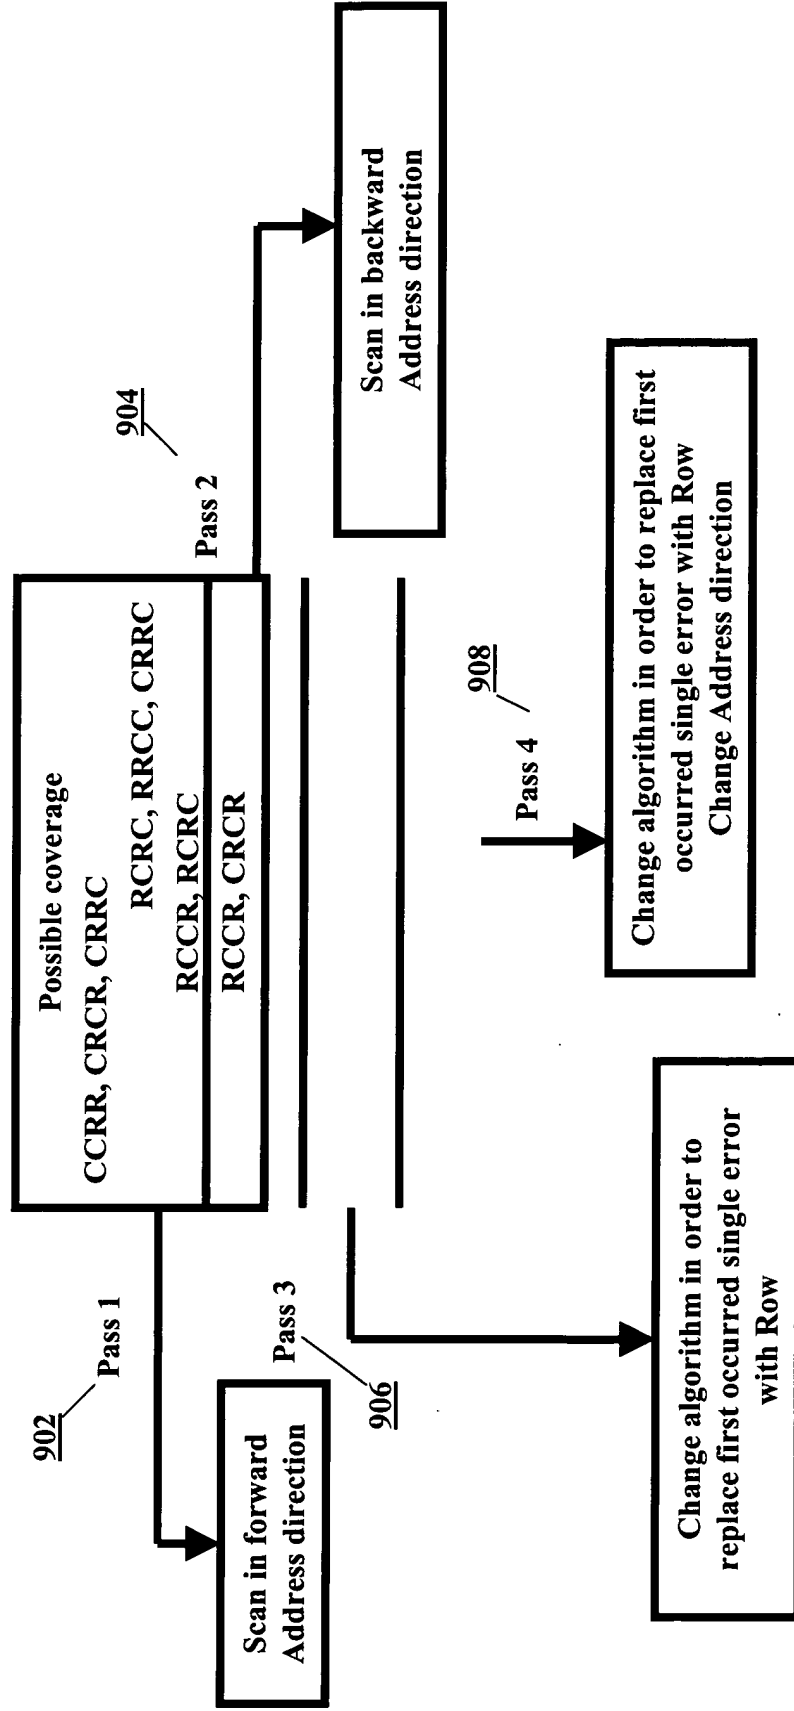 Possible coverage
CCRR, CRCR, CRRC
RCRC, RRCC, CRRC
RCCR, RCRC
RCCR, CRCR
902
Pass 1
904
Pass 2
Scan in forward
Address direction
Scan in backward
Address direction
Pass 3
906
908
Pass 4
Change algorithm in order to
replace first occurred single error
with Row
Change algorithm in order to replace first
occurred single error with Row
Change Address direction